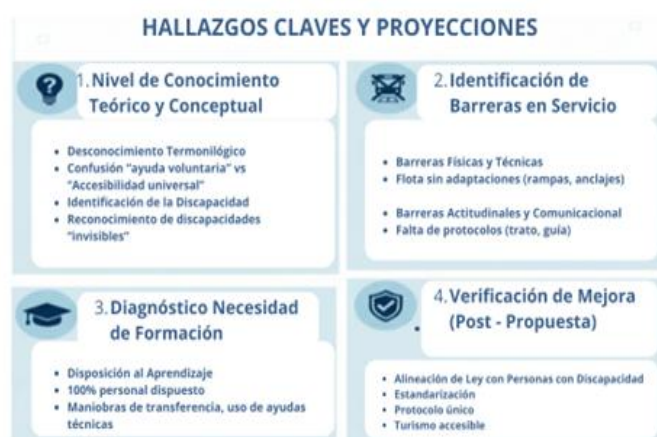 HALLAZGOS CLAVES Y PROYECCIONES
1. Nivel de Conocimiento
Teórico y Conceptual
• Desconocimiento Termonilógico
• Confusión "ayuda voluntaria" vs
"Accesibilidad universal"
• Identificación de la Discapacidad
• Reconocimiento de discapacidades
"invisibles"
2. Identificación de
Barreras en Servicio
• Barreras Físicas y Técnicas
• Flota sin adaptaciones (rampas, anclajes)
• Barreras Actitudinales y Comunicacional
• Falta de protocolos (trato, guía)
3. Diagnóstico Necesidad
de Formación
• Disposición al Aprendizaje
• 100% personal dispuesto
• Maniobras de transferencia, uso de ayudas
técnicas
4. Verificación de Mejora
(Post - Propuesta)
• Alineación de Ley con Personas con Discapacidad
• Estandarización
• Protocolo único
• Turismo accesible